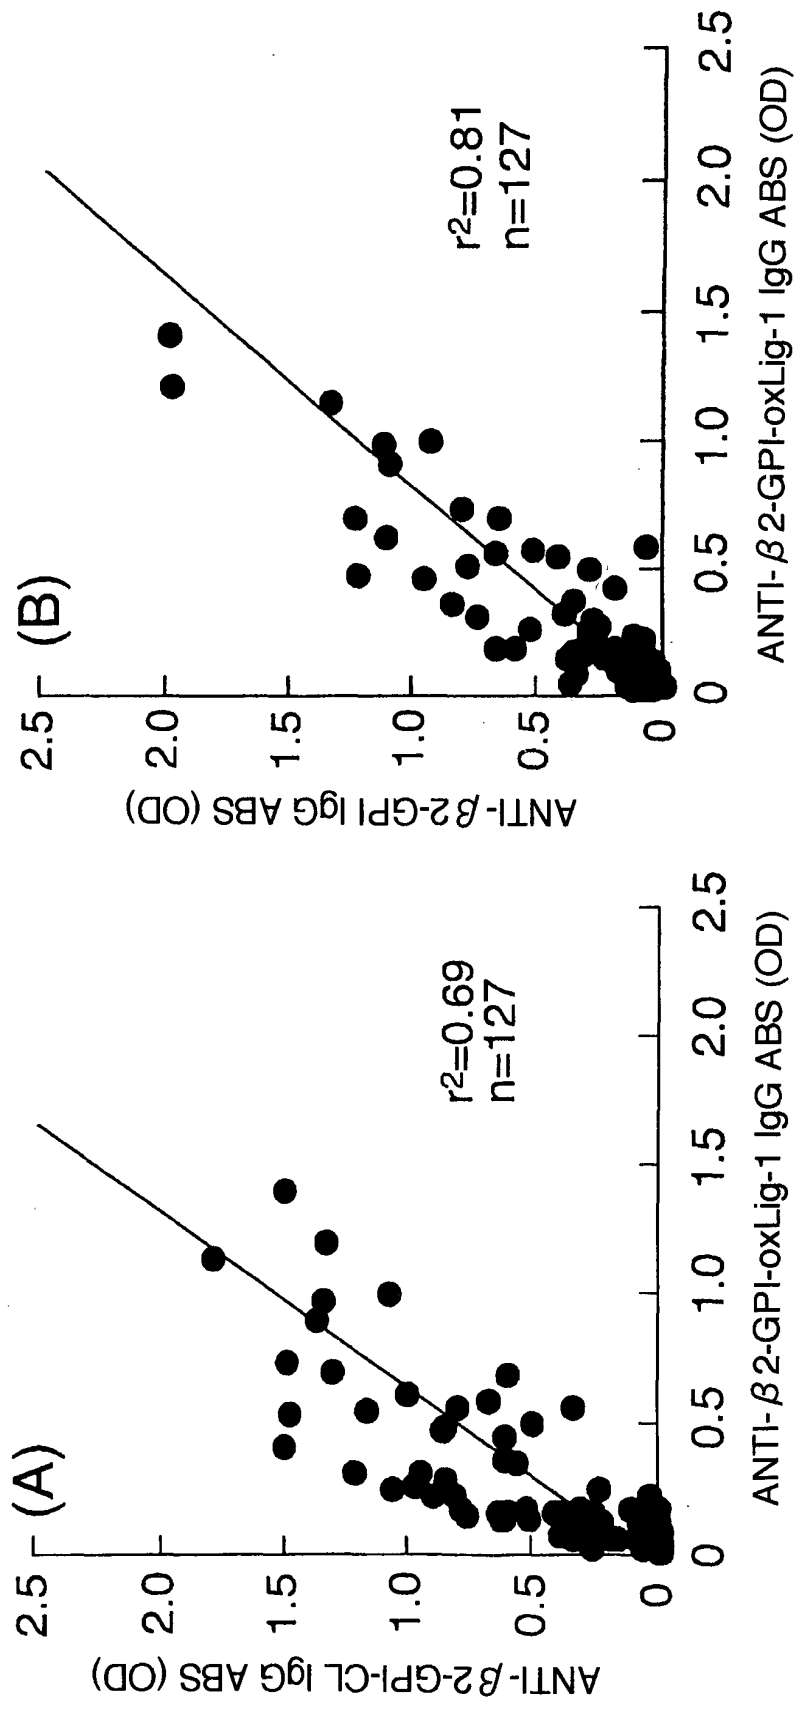 (A)
2.5
2.0
1.5
1.0
0.5
0
ANTI-β2-GPI-CL IgG ABS (OD)
r²=0.69
n=127
0
0.5
1.0
1.5
2.0
2.5
ANTI-β2-GPI-oxLig-1 IgG ABS (OD)
(B)
2.5
2.0
1.5
1.0
0.5
0
ANTI-β2-GPI IgG ABS (OD)
r²=0.81
n=127
0
0.5
1.0
1.5
2.0
2.5
ANTI-β2-GPI-oxLig-1 IgG ABS (OD)